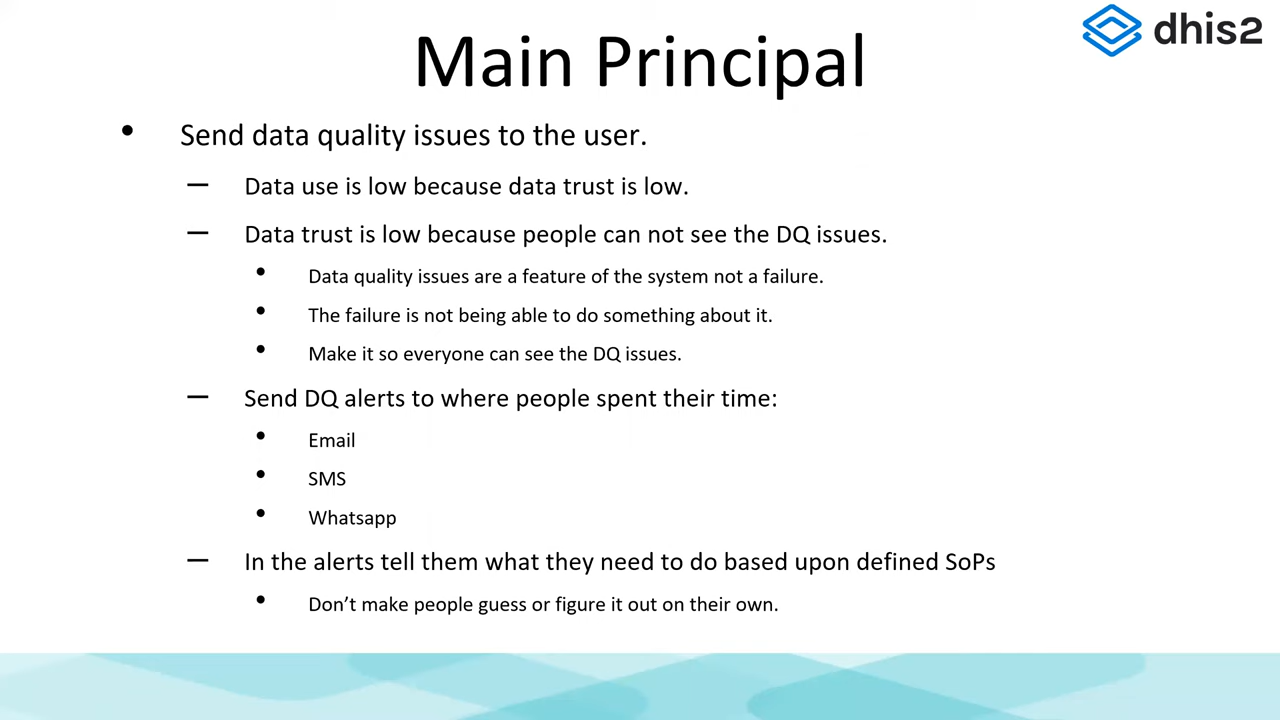 dhis2
Main Principal
• Send data quality issues to the user.
— Data use is low because data trust is low.
— Data trust is low because people can not see the DQ issues.
• Data quality issues are a feature of the system not a failure.
• The failure is not being able to do something about it.
• Make it so everyone can see the DQ issues.
— Send DQ alerts to where people spent their time:
• Email
• SMS
• Whatsapp
— In the alerts tell them what they need to do based upon defined SoPs
• Don’t make people guess or figure it out on their own.